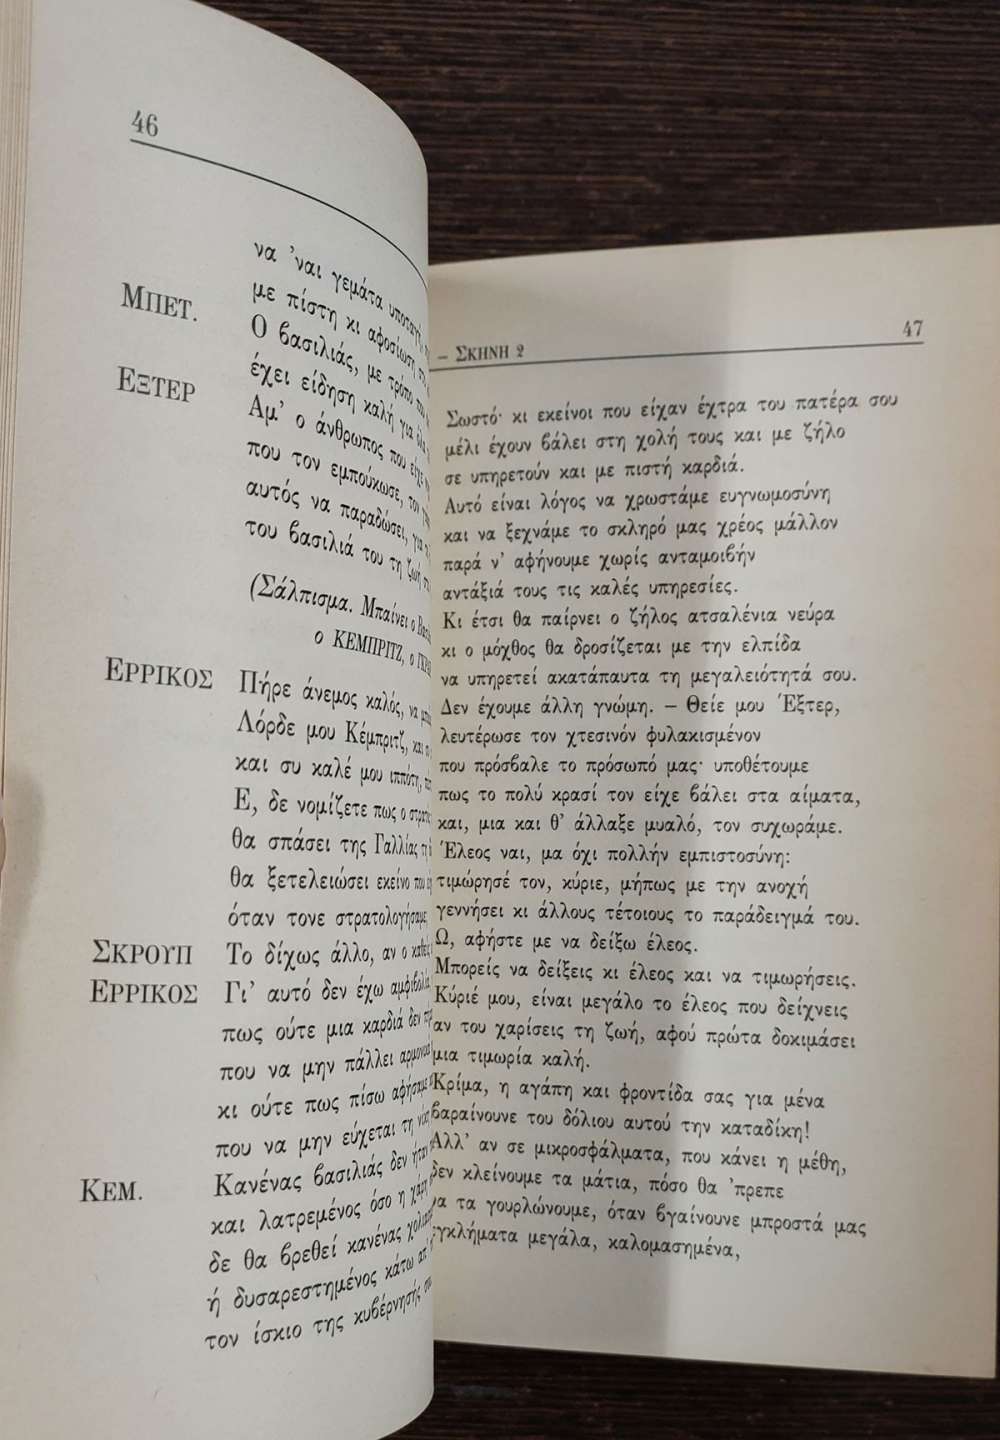 46
να 'ναι γεμάτα
με πίστη κι αφοσίωση
ΜΠΕΤ. Ο βασιλιάς, με τρόπο που
έχει είδηση καλή για όλα
ΕΞΤΕΡ Αμ' ο άνθρωπος που είχε
που τον εμπούκωσε, τον
αυτός να παραδώσει, για
του βασιλιά του τη ζωή
(Σάλπισμα. Μπαίνει ο
ο ΚΕΜΠΡΙΤΖ, ο
ΕΡΡΙΚΟΣ Πήρε άνεμος καλός, να
Λόρδε μου Κέμπριτζ, και ο
και συ καλέ μου ιππότη,
Ε, δε νομίζετε πως ο
θα σπάσει της Γαλλίας
θα ξετελειώσει εκείνο που
όταν τονε στρατολογήσαμε
ΣΚΡΟΥΠ Το δίχως άλλο, αν ο
ΕΡΡΙΚΟΣ Γι' αυτό δεν έχω αμφιβολία
πως ούτε μια καρδιά δεν
που να μην πάλλει
κι ούτε πως πίσω αφήσαμε
που να μην εύχεται τη
ΚΕΜ. Κανένας βασιλιάς δεν ήταν
και λατρεμένος όσο η
δε θα βρεθεί κανένας
ή δυσαρεστημένος κάτω απ'
τον ίσκιο της κυβέρνησής
– ΣΚΗΝΗ 2 47
Σωστό· κι εκείνοι που είχαν έχτρα του πατέρα σου
μέλι έχουν βάλει στη χολή τους και με ζήλο
σε υπηρετούν και με πιστή καρδιά.
Αυτό είναι λόγος να χρωστάμε ευγνωμοσύνη
και να ξεχνάμε το σκληρό μας χρέος μάλλον
παρά ν' αφήνουμε χωρίς ανταμοιβήν
αντάξιά τους τις καλές υπηρεσίες.
Κι έτσι θα παίρνει ο ζήλος ατσαλένια νεύρα
κι ο μόχθος θα δροσίζεται με την ελπίδα
να υπηρετεί ακατάπαυτα τη μεγαλειότητά σου.
Δεν έχουμε άλλη γνώμη. – Θείε μου Έξτερ,
λευτέρωσε τον χτεσινόν φυλακισμένον
που πρόσβαλε το πρόσωπό μας· υποθέτουμε
πως το πολύ κρασί τον είχε βάλει στα αίματα,
και, μια και θ' άλλαξε μυαλό, τον συχωράμε.
Έλεος ναι, μα όχι πολλήν εμπιστοσύνη:
τιμώρησέ τον, κύριε, μήπως με την ανοχή
γεννήσει κι άλλους τέτοιους το παράδειγμά του.
Ω, αφήστε με να δείξω έλεος.
Μπορείς να δείξεις κι έλεος και να τιμωρήσεις.
Κύριέ μου, είναι μεγάλο το έλεος που δείχνεις
αν του χαρίσεις τη ζωή, αφού πρώτα δοκιμάσει
μια τιμωρία καλή.
Κρίμα, η αγάπη και φροντίδα σας για μένα
βαραίνουνε του δόλιου αυτού την καταδίκη!
Αλλ' αν σε μικροσφάλματα, που κάνει η μέθη,
δεν κλείνουμε τα μάτια, πόσο θα 'πρεπε
να τα γουρλώνουμε, όταν βγαίνουνε μπροστά μας
εγκλήματα μεγάλα, καλομασημένα,